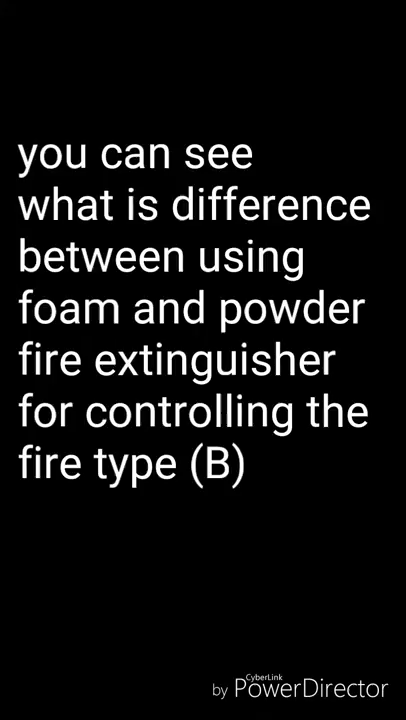 you can see
what is difference
between using
foam and powder
fire extinguisher
for controlling the
fire type (B)
CyberLink
by PowerDirector